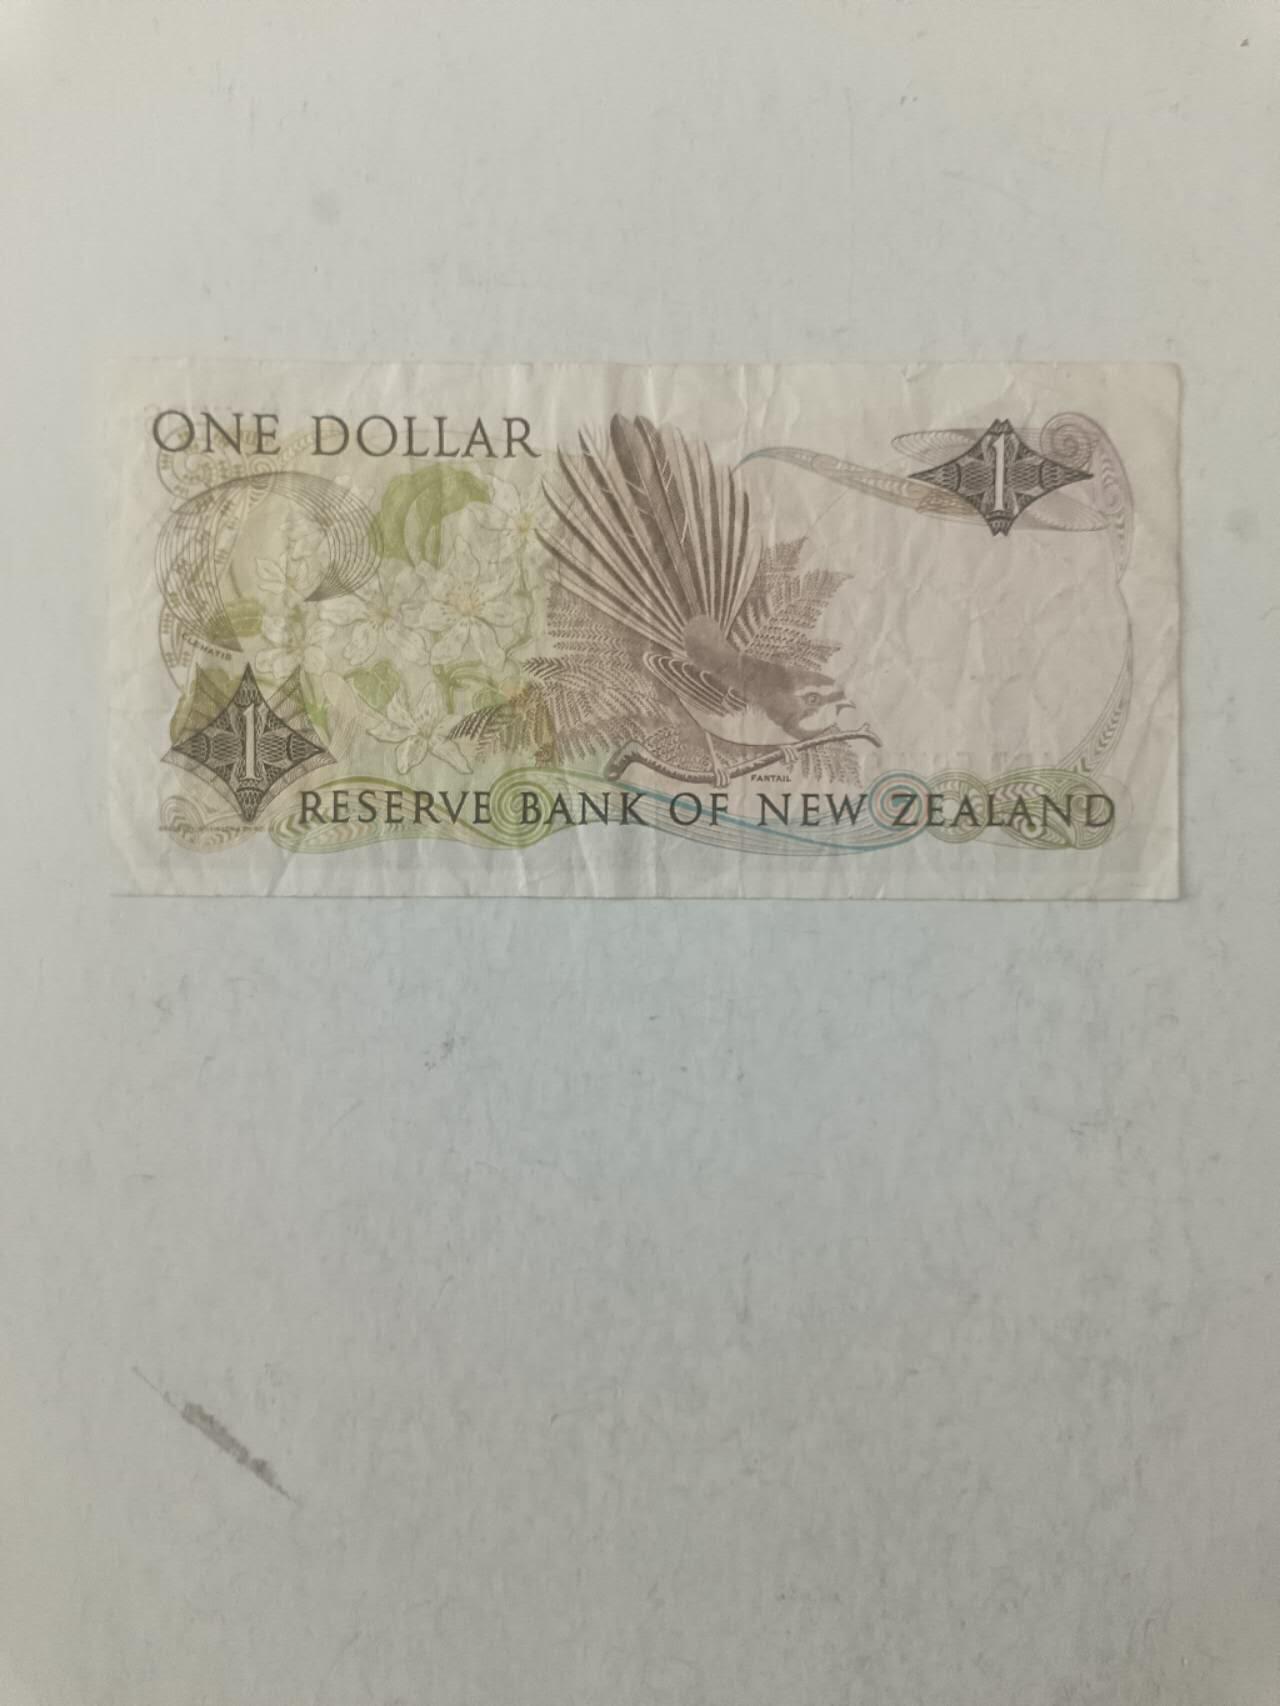 ONE DOLLAR
1
CLEMATIS
1
FANTAIL
RESERVE BANK OF NEW ZEALAND